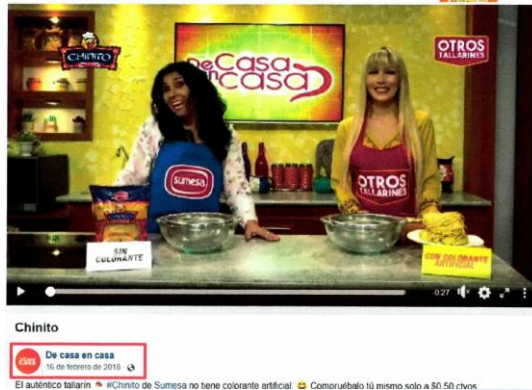 CHINITO
OTROS
TALLARINES
De Casa
en
casa
sumesa
OTROS
TALLARINES
CHINITO
SIN
COLORANTE
CON COLORANTE
ARTIFICIAL
-0:27
Chinito
De casa en casa
16 de febrero de 2018
El auténtico tallarín #Chinito de Sumesa no tiene colorante artificial. Compruébalo tú mismo solo a $0.50 ctvos.